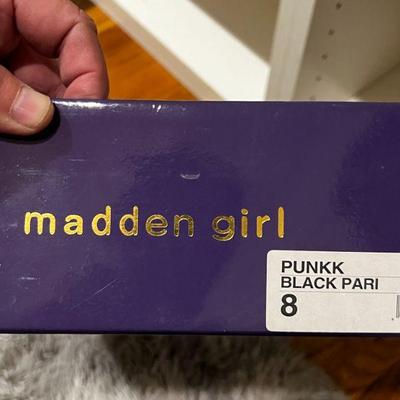 madden girl
PUNKK
BLACK PARI
8